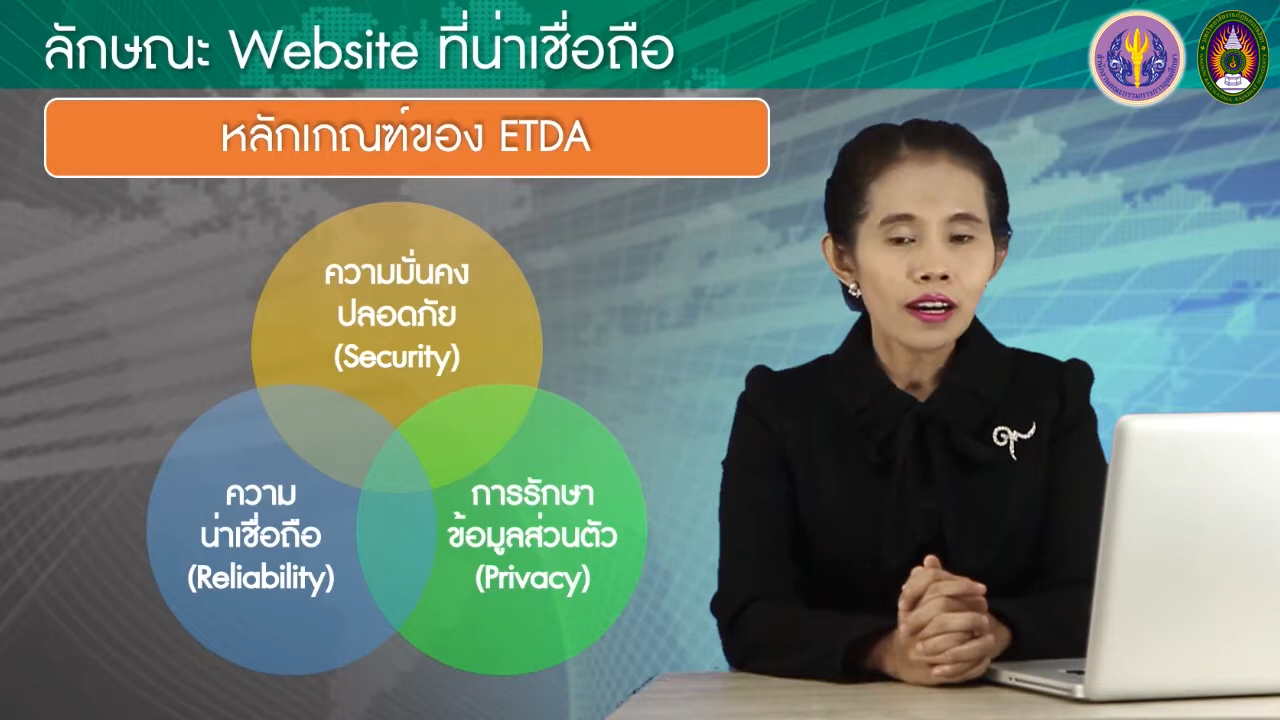 ลักษณะ Website ที่น่าเชื่อถือ
หลักเกณฑ์ของ ETDA
ความมั่นคง
ปลอดภัย
(Security)
ความ
น่าเชื่อถือ
(Reliability)
การรักษา
ข้อมูลส่วนตัว
(Privacy)